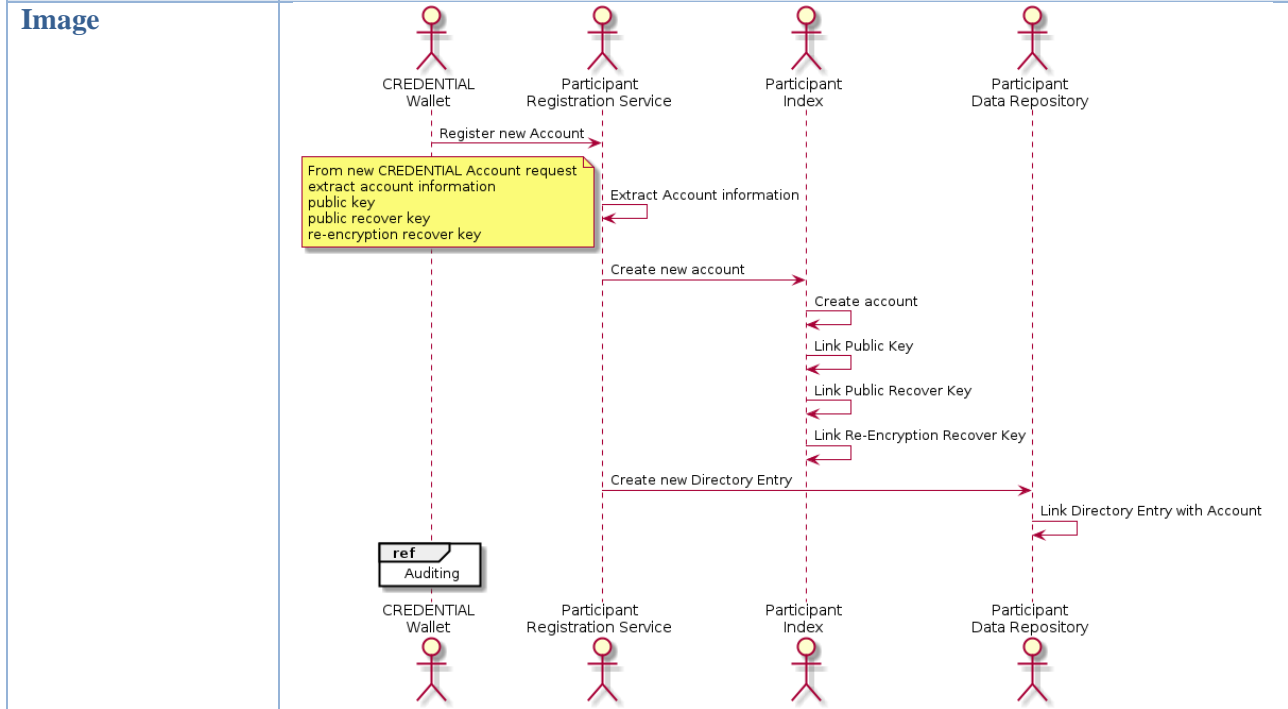 Image
CREDENTIAL
Wallet
Participant
Registration Service
Participant
Index
Participant
Data Repository
Register new Account
From new CREDENTIAL Account request
extract account information
public key
public recover key
re-encryption recover key
Extract Account information
Create new account
Create account
Link Public Key
Link Public Recover Key
Link Re-Encryption Recover Key
Create new Directory Entry
Link Directory Entry with Account
ref
Auditing
CREDENTIAL
Wallet
Participant
Registration Service
Participant
Index
Participant
Data Repository